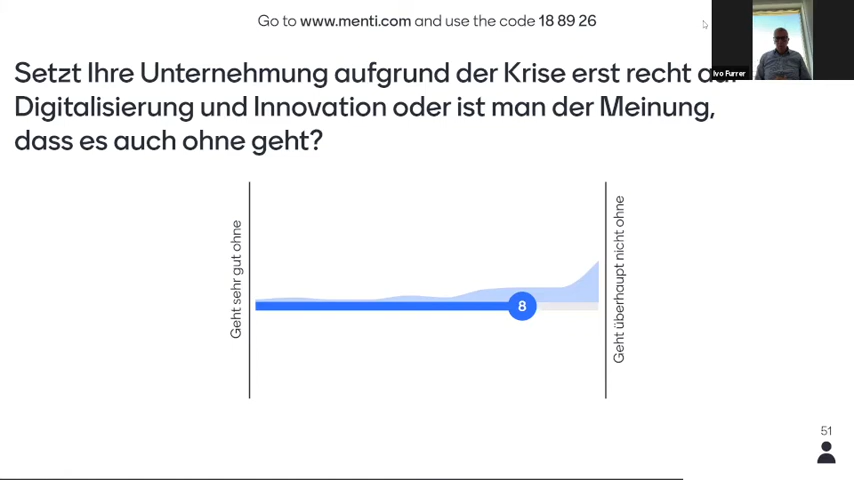 Go to www.menti.com and use the code 18 89 26
Ivo Furrer
Setzt Ihre Unternehmung aufgrund der Krise erst recht auf
Digitalisierung und Innovation oder ist man der Meinung,
dass es auch ohne geht?
Geht sehr gut ohne
8
Geht überhaupt nicht ohne
51